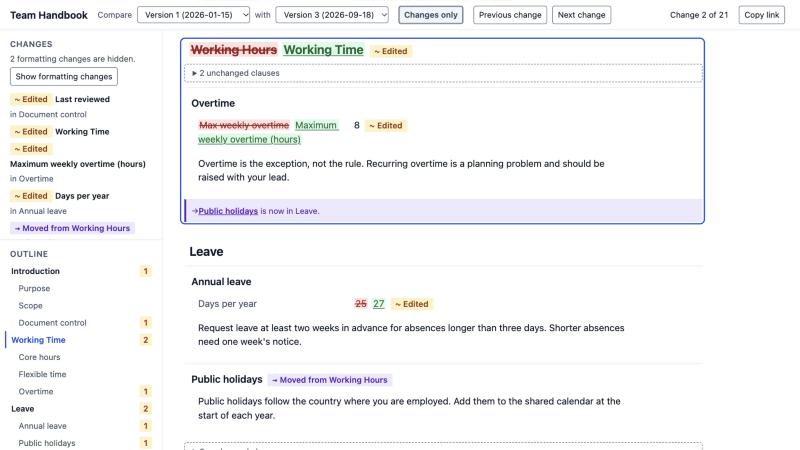 Team Handbook Compare Version 1 (2026-01-15) with Version 3 (2026-09-18) Changes only Previous change Next change Change 2 of 21 Copy link
CHANGES
2 formatting changes are hidden.
Show formatting changes
~ Edited Last reviewed
in Document control
~ Edited Working Time
~ Edited
Maximum weekly overtime (hours)
in Overtime
~ Edited Days per year
in Annual leave
→ Moved from Working Hours
OUTLINE
Introduction 1
Purpose
Scope
Document control 1
Working Time 2
Core hours
Flexible time
Overtime 1
Leave 2
Annual leave 1
Public holidays 1
Working Hours Working Time ~ Edited
▶ 2 unchanged clauses
Overtime
Max weekly overtime Maximum 8 ~ Edited
weekly overtime (hours)
Overtime is the exception, not the rule. Recurring overtime is a planning problem and should be
raised with your lead.
→Public holidays is now in Leave.
Leave
Annual leave
Days per year 25 27 ~ Edited
Request leave at least two weeks in advance for absences longer than three days. Shorter absences
need one week's notice.
Public holidays → Moved from Working Hours
Public holidays follow the country where you are employed. Add them to the shared calendar at the
start of each year.